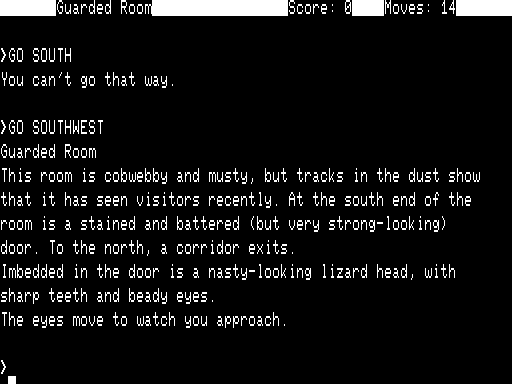 Guarded Room Score: 0 Moves: 14
>GO SOUTH
You can't go that way.
>GO SOUTHWEST
Guarded Room
This room is cobwebby and musty, but tracks in the dust show
that it has seen visitors recently. At the south end of the
room is a stained and battered (but very strong-looking)
door. To the north, a corridor exits.
Imbedded in the door is a nasty-looking lizard head, with
sharp teeth and beady eyes.
The eyes move to watch you approach.
>